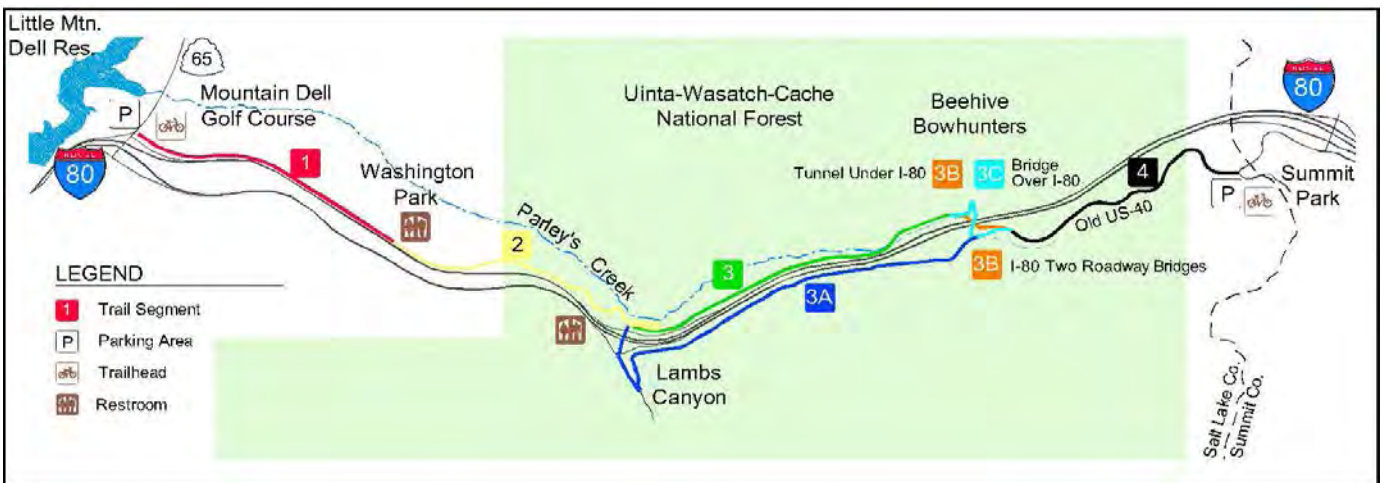 Little Mtn.
Dell Res.
65
Mountain Dell
Golf Course
P
80
1
Washington
Park
2
Parley's
Creek
Uinta-Wasatch-Cache
National Forest
Beehive
Bowhunters
Tunnel Under I-80 3B
3C Bridge
Over I-80
3
3A
3B I-80 Two Roadway Bridges
4
Old US-40
80
P
Summit
Park
Lambs
Canyon
Salt Lake Co.
Summit Co.
LEGEND
1 Trail Segment
P Parking Area
Trailhead
Restroom